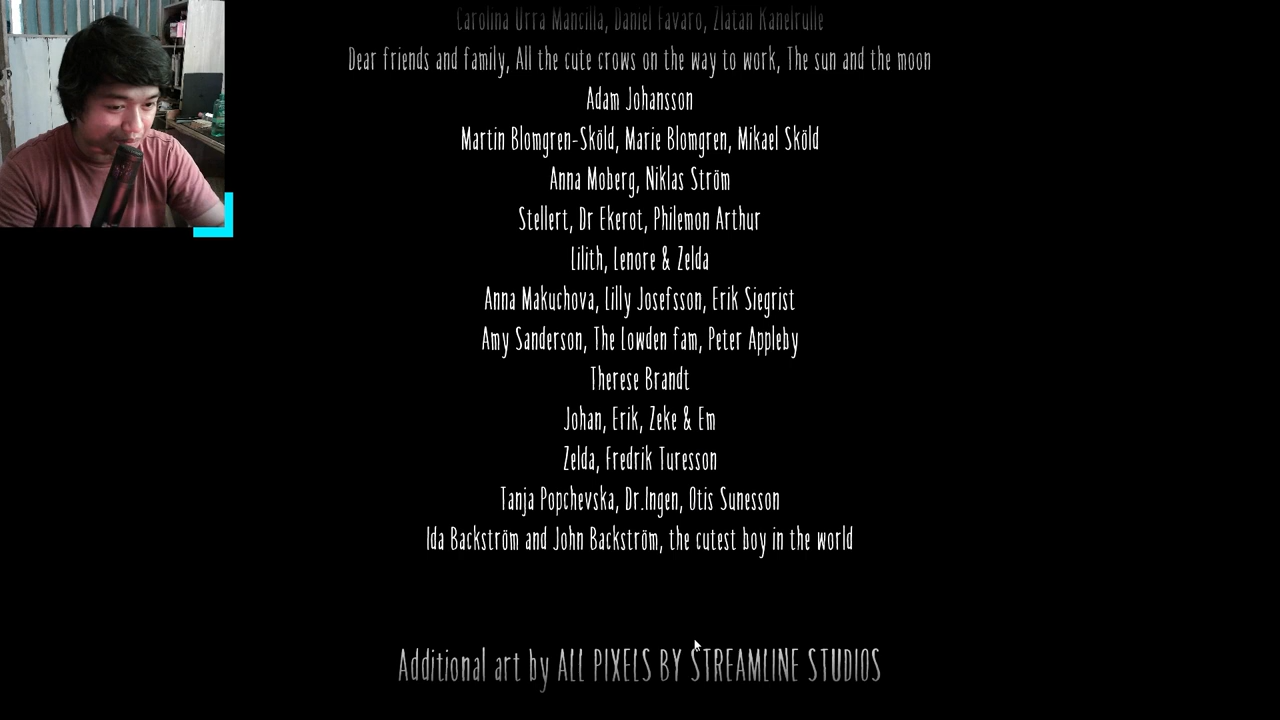 Carolina Urra Mancilla, Daniel Favaro, Zlatan Kanelrulle
Dear friends and family, All the cute crows on the way to work, The sun and the moon
Adam Johansson
Martin Blomgren-Sköld, Marie Blomgren, Mikael Sköld
Anna Moberg, Niklas Ström
Stellert, Dr Ekerot, Philemon Arthur
Lilith, Lenore & Zelda
Anna Makuchova, Lilly Josefsson, Erik Siegrist
Amy Sanderson, The Lowden fam, Peter Appleby
Therese Brandt
Johan, Erik, Zeke & Em
Zelda, Fredrik Turesson
Tanja Popchevska, Dr.Ingen, Otis Sunesson
Ida Backström and John Backström, the cutest boy in the world
Additional art by ALL PIXELS BY STREAMLINE STUDIOS